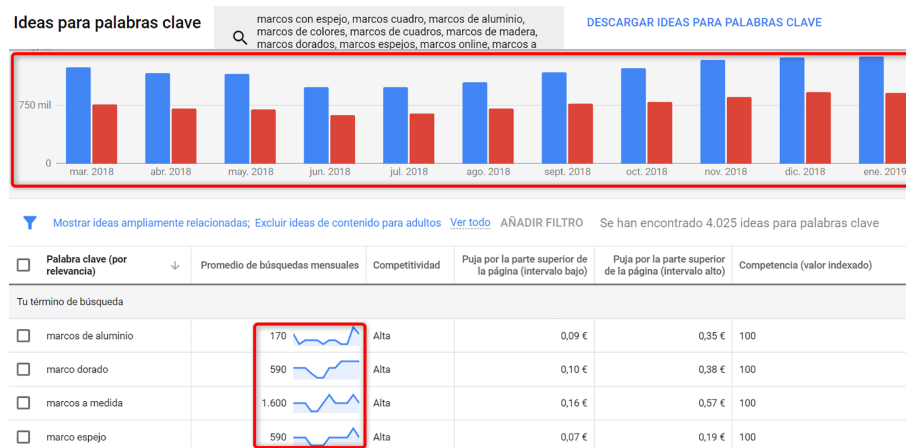 Ideas para palabras clave
marcos con espejo, marcos cuadro, marcos de aluminio,
marcos de colores, marcos de cuadros, marcos de madera,
marcos dorados, marcos espejos, marcos online, marcos a
DESCARGAR IDEAS PARA PALABRAS CLAVE
750 mil
0
mar. 2018 abr. 2018 may. 2018 jun. 2018 jul. 2018 ago. 2018 sept. 2018 oct. 2018 nov. 2018 dic. 2018 ene. 2019
Mostrar ideas ampliamente relacionadas; Excluir ideas de contenido para adultos Ver todo AÑADIR FILTRO Se han encontrado 4.025 ideas para palabras clave
Palabra clave (por relevancia) Promedio de búsquedas mensuales Competitividad Puja por la parte superior de la página (intervalo bajo) Puja por la parte superior de la página (intervalo alto) Competencia (valor indexado)
Tu término de búsqueda
marcos de aluminio 170 Alta 0,09 € 0,35 € 100
marco dorado 590 Alta 0,10 € 0,38 € 100
marcos a medida 1.600 Alta 0,16 € 0,57 € 100
marco espejo 590 Alta 0,07 € 0,19 € 100